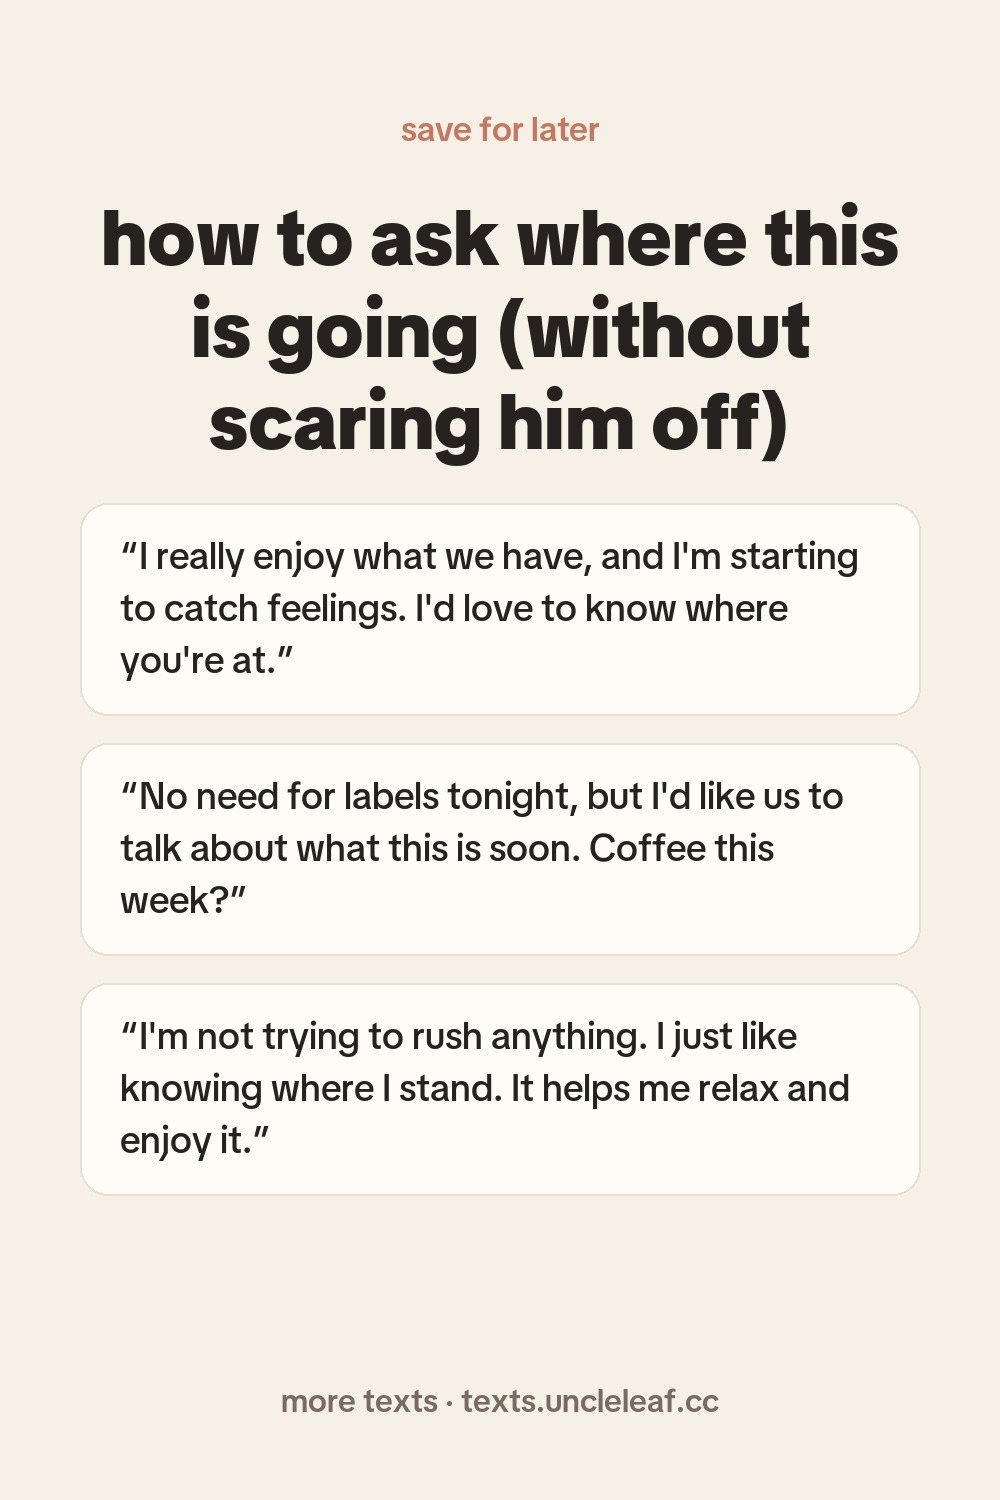 save for later
how to ask where this
is going (without
scaring him off)
“I really enjoy what we have, and I'm starting
to catch feelings. I'd love to know where
you're at.”
“No need for labels tonight, but I'd like us to
talk about what this is soon. Coffee this
week?”
“I'm not trying to rush anything. I just like
knowing where I stand. It helps me relax and
enjoy it.”
more texts · texts.uncleleaf.cc